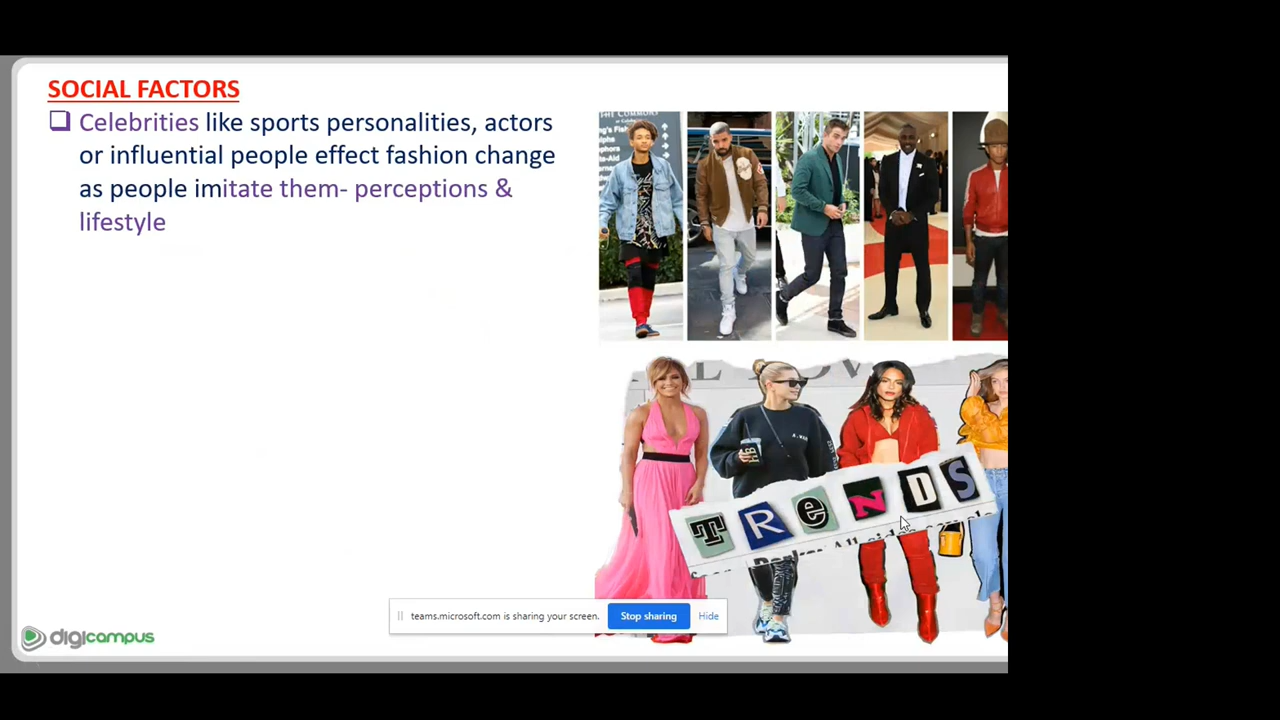 SOCIAL FACTORS
Celebrities like sports personalities, actors
or influential people effect fashion change
as people imitate them- perceptions &
lifestyle
TReNDS
teams.microsoft.com is sharing your screen. Stop sharing Hide
digicampus